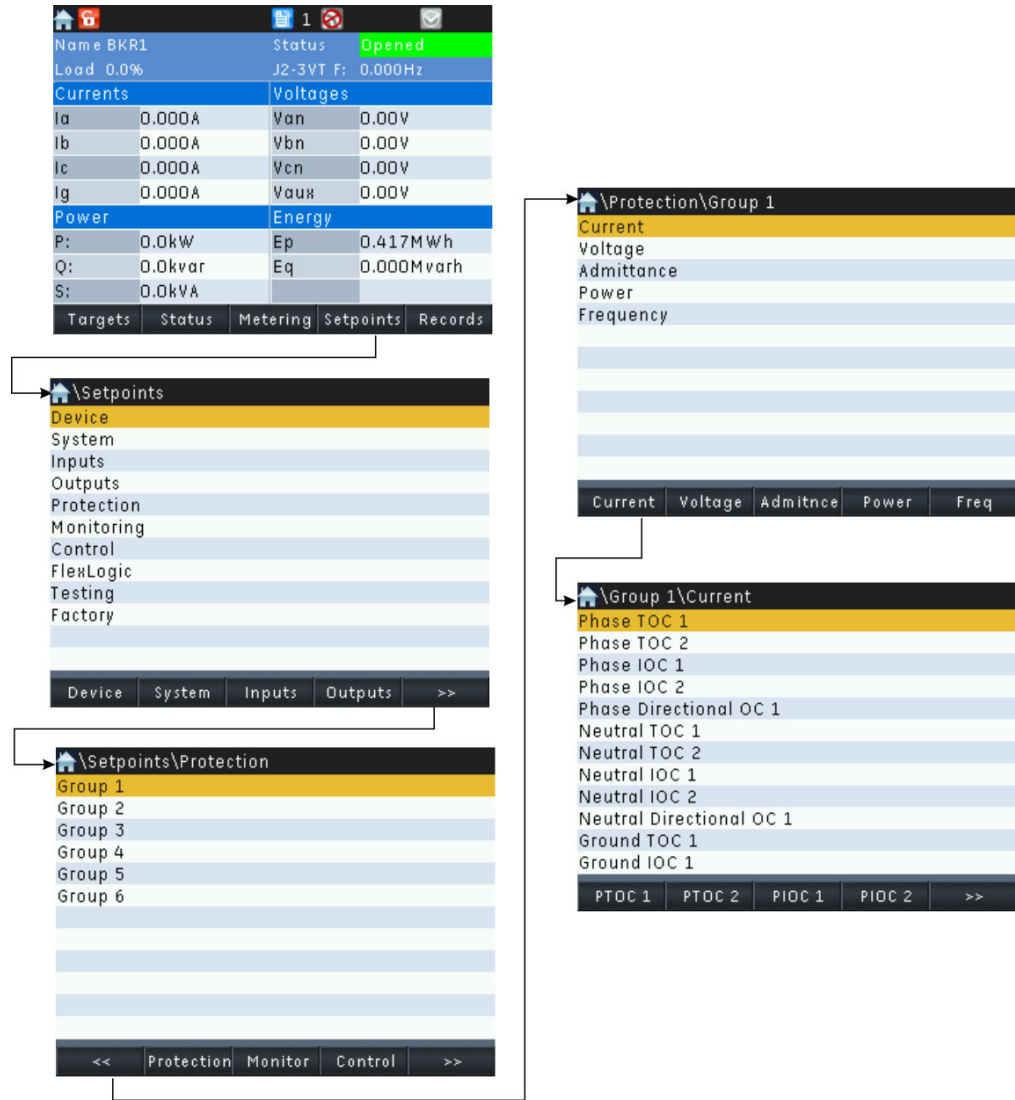 1
Name BKR1 Status Opened
Load 0.0% J2-3VT F: 0.000Hz
Currents Voltages
Ia 0.000A Van 0.00V
Ib 0.000A Vbn 0.00V
Ic 0.000A Vcn 0.00V
Ig 0.000A Vaux 0.00V
Power Energy
P: 0.0kW Ep 0.417MWh
Q: 0.0kvar Eq 0.000Mvarh
S: 0.0kVA
Targets Status Metering Setpoints Records
\Setpoints
Device
System
Inputs
Outputs
Protection
Monitoring
Control
FlexLogic
Testing
Factory
Device System Inputs Outputs >>
\Setpoints\Protection
Group 1
Group 2
Group 3
Group 4
Group 5
Group 6
<< Protection Monitor Control >>
\Protection\Group 1
Current
Voltage
Admittance
Power
Frequency
Current Voltage Admitnce Power Freq
\Group 1\Current
Phase TOC 1
Phase TOC 2
Phase IOC 1
Phase IOC 2
Phase Directional OC 1
Neutral TOC 1
Neutral TOC 2
Neutral IOC 1
Neutral IOC 2
Neutral Directional OC 1
Ground TOC 1
Ground IOC 1
PTOC 1 PTOC 2 PIOC 1 PIOC 2 >>